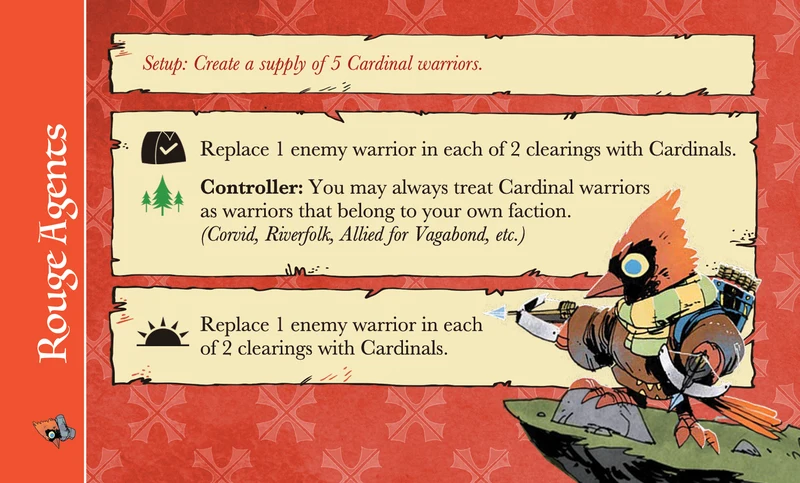 Rouge Agents
Setup: Create a supply of 5 Cardinal warriors.
Replace 1 enemy warrior in each of 2 clearings with Cardinals.
Controller: You may always treat Cardinal warriors
as warriors that belong to your own faction.
(Corvid, Riverfolk, Allied for Vagabond, etc.)
Replace 1 enemy warrior in each
of 2 clearings with Cardinals.